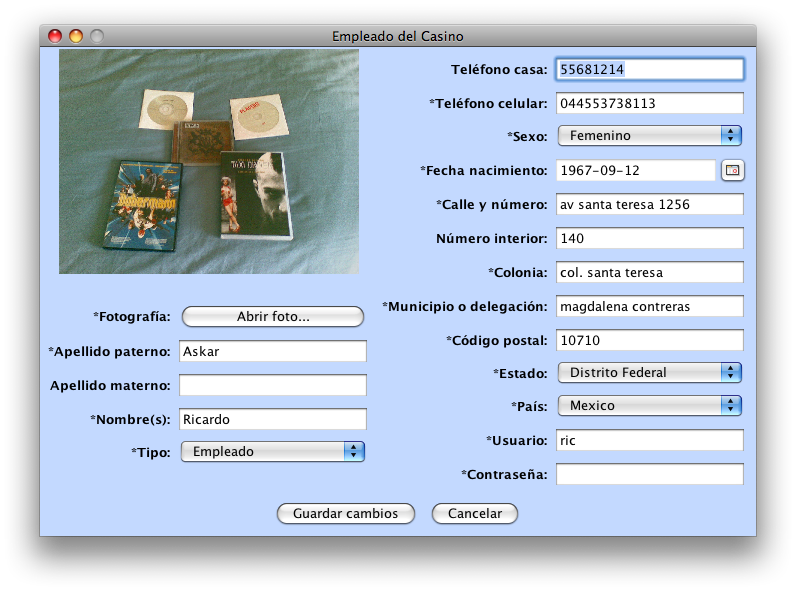 Empleado del Casino
*Fotografía: Abrir foto...
*Apellido paterno: Askar
Apellido materno:
*Nombre(s): Ricardo
*Tipo: Empleado
Teléfono casa: 55681214
*Teléfono celular: 044553738113
*Sexo: Femenino
*Fecha nacimiento: 1967-09-12
*Calle y número: av santa teresa 1256
Número interior: 140
*Colonia: col. santa teresa
*Municipio o delegación: magdalena contreras
*Código postal: 10710
*Estado: Distrito Federal
*País: Mexico
*Usuario: ric
*Contraseña:
Guardar cambios Cancelar